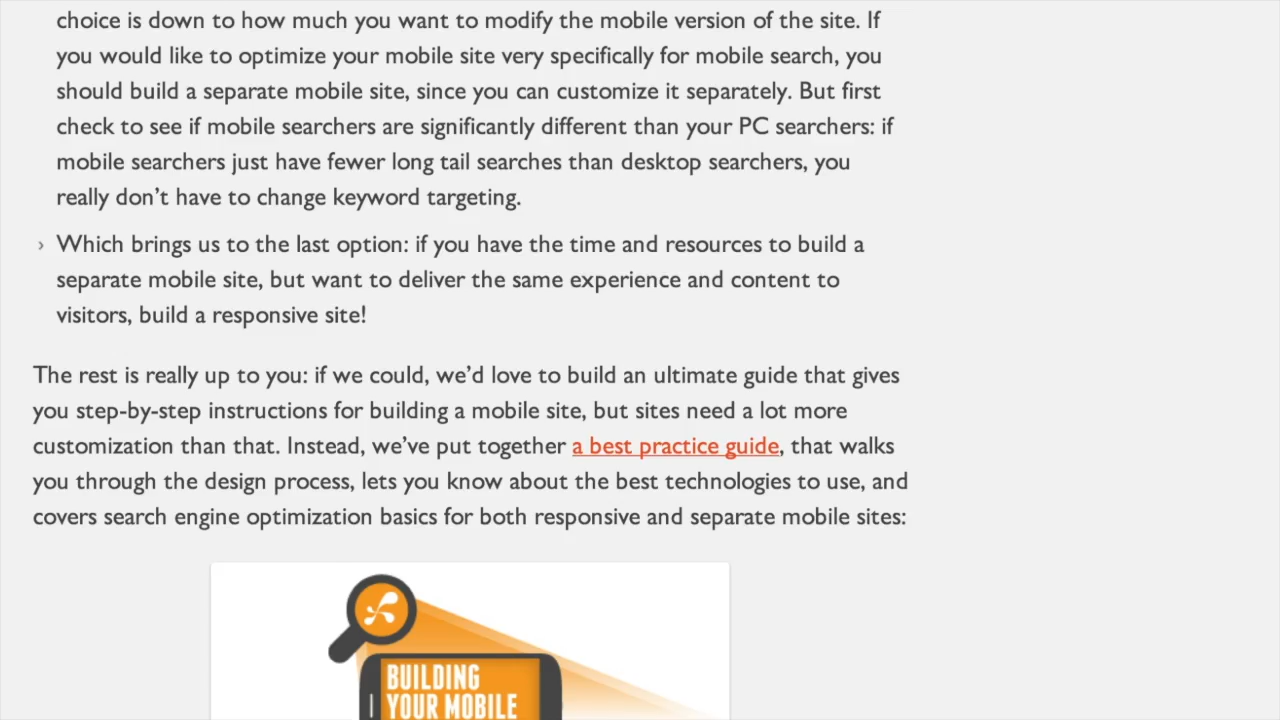 choice is down to how much you want to modify the mobile version of the site. If
you would like to optimize your mobile site very specifically for mobile search, you
should build a separate mobile site, since you can customize it separately. But first
check to see if mobile searchers are significantly different than your PC searchers: if
mobile searchers just have fewer long tail searches than desktop searchers, you
really don’t have to change keyword targeting.
› Which brings us to the last option: if you have the time and resources to build a
separate mobile site, but want to deliver the same experience and content to
visitors, build a responsive site!
The rest is really up to you: if we could, we’d love to build an ultimate guide that gives
you step-by-step instructions for building a mobile site, but sites need a lot more
customization than that. Instead, we’ve put together a best practice guide, that walks
you through the design process, lets you know about the best technologies to use, and
covers search engine optimization basics for both responsive and separate mobile sites:
BUILDING
YOUR MOBILE